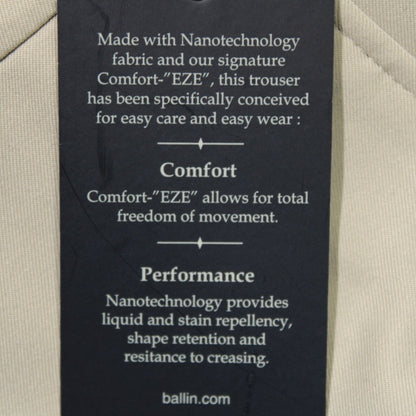 Made with Nanotechnology
fabric and our signature
Comfort-”EZE”, this trouser
has been specifically conceived
for easy care and easy wear :
Comfort
Comfort-”EZE” allows for total
freedom of movement.
Performance
Nanotechnology provides
liquid and stain repellency,
shape retention and
resitance to creasing.
ballin.com